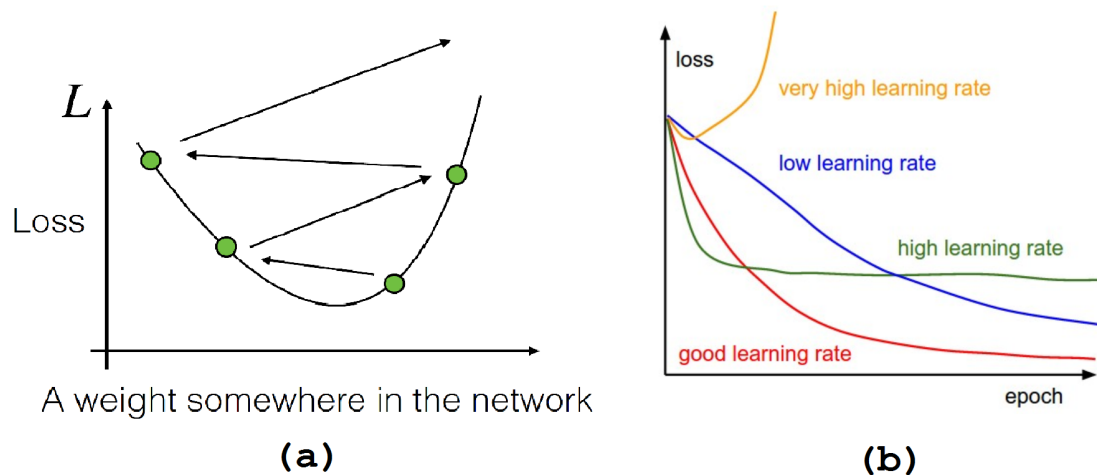 L
Loss
A weight somewhere in the network
(a)
loss
very high learning rate
low learning rate
high learning rate
good learning rate
epoch
(b)